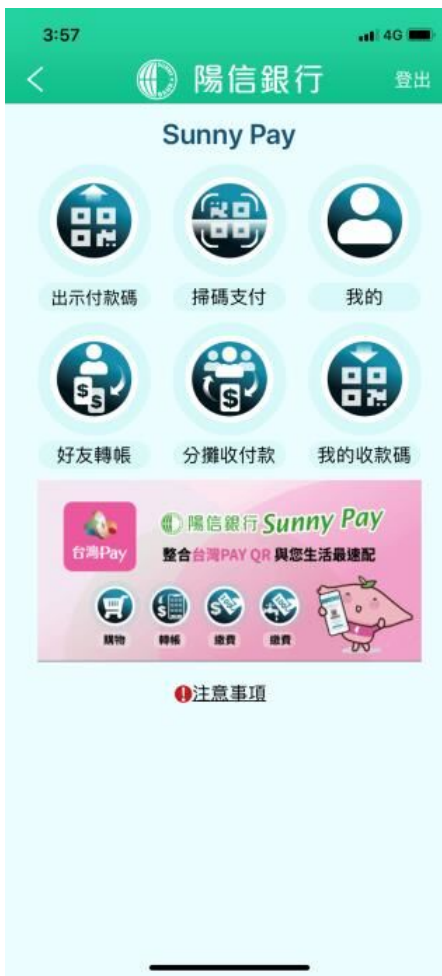 3:57 4G
陽信銀行 登出
Sunny Pay
出示付款碼 掃碼支付 我的
好友轉帳 分攤收付款 我的收款碼
台灣Pay
陽信銀行 Sunny Pay
整合台灣PAY QR 與您生活最速配
購物 轉帳 繳費 繳費
注意事項